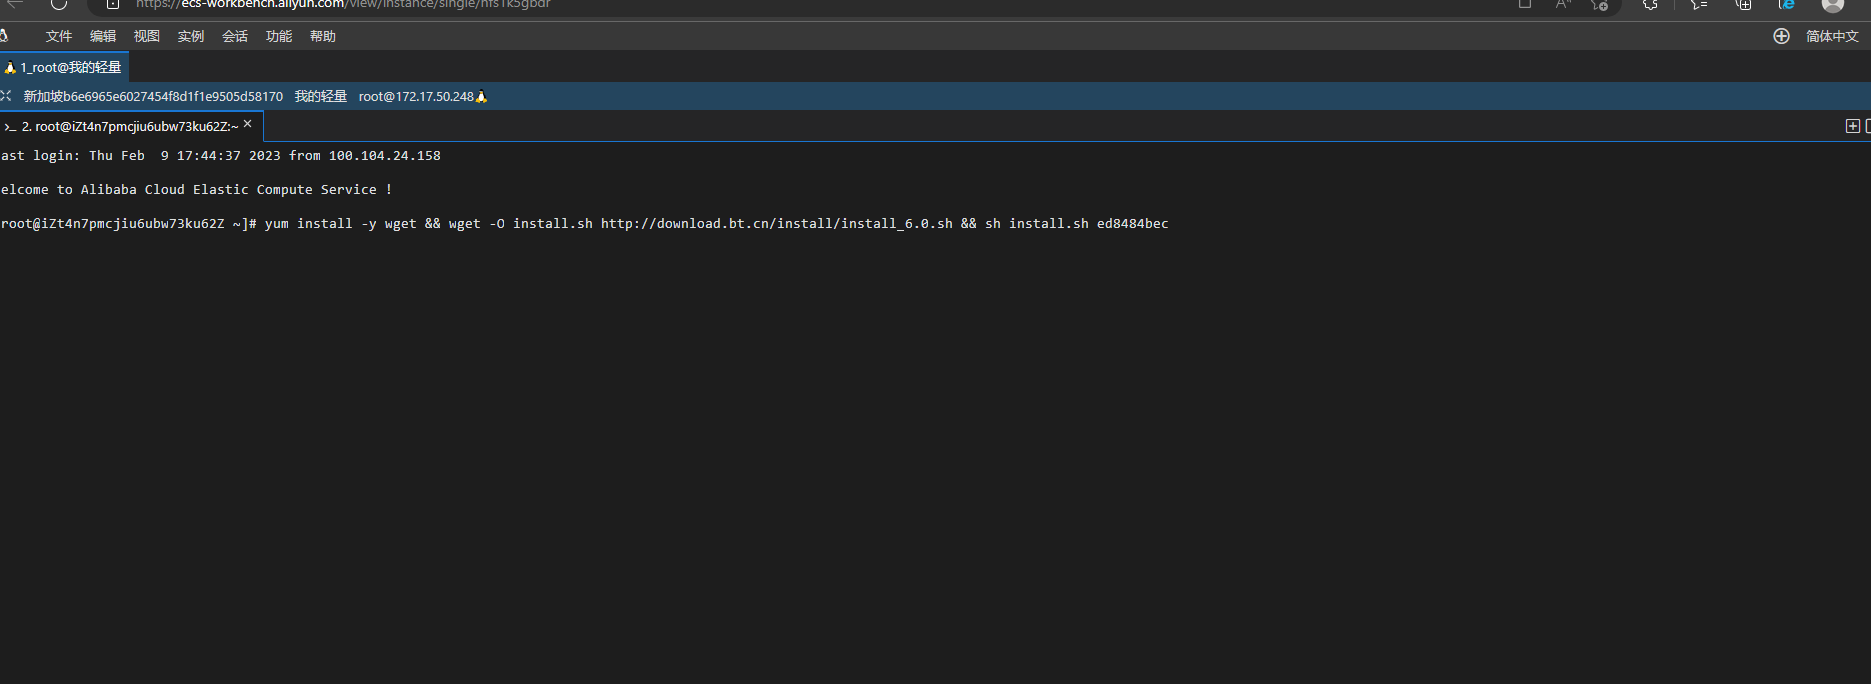 https://ecs-workbench.aliyun.com/view/instance/single/
文件 编辑 视图 实例 会话 功能 帮助 简体中文
1_root@我的轻量
新加坡b6e6965e6027454f8d1f1e9505d58170 我的轻量 root@172.17.50.248
>_ 2. root@iZt4n7pmcjiu6ubw73ku62Z:~ ×
ast login: Thu Feb  9 17:44:37 2023 from 100.104.24.158
elcome to Alibaba Cloud Elastic Compute Service !
root@iZt4n7pmcjiu6ubw73ku62Z ~]# yum install -y wget && wget -O install.sh http://download.bt.cn/install/install_6.0.sh && sh install.sh ed8484bec